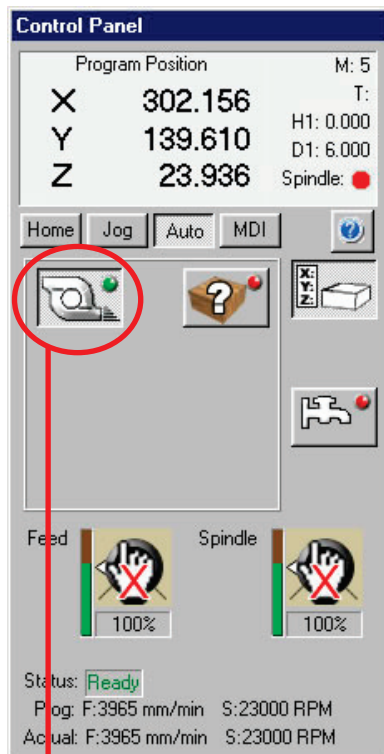 Control Panel
Program Position M: 5
X 302.156 T:
Y 139.610 H1: 0.000
Z 23.936 D1: 6.000
Spindle:
Home Jog Auto MDI ?
X:
Y:
Z:
?
Feed Spindle
100% 100%
Status: Ready
Prog: F:3965 mm/min S:23000 RPM
Actual: F:3965 mm/min S:23000 RPM